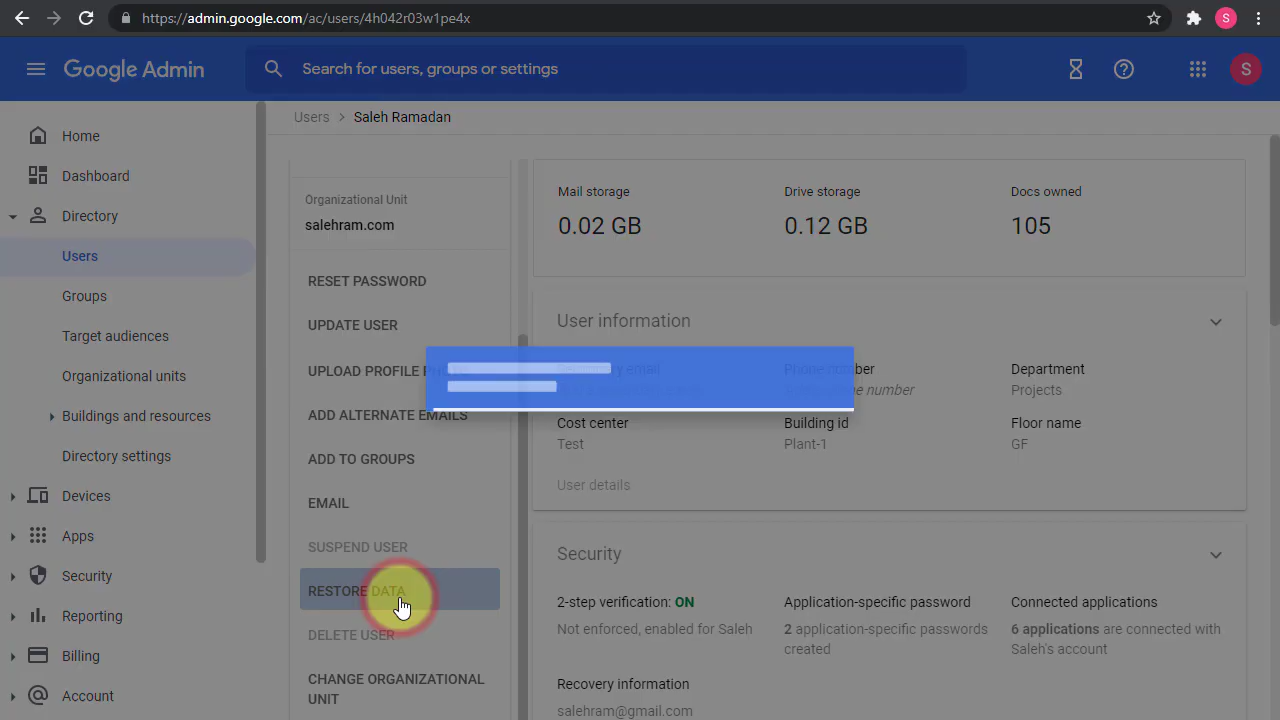 https://admin.google.com/ac/users/4h042r03w1pe4x
S
Google Admin
Search for users, groups or settings
S
Users > Saleh Ramadan
Home
Dashboard
Directory
Users
Groups
Target audiences
Organizational units
Buildings and resources
Directory settings
Devices
Apps
Security
Reporting
Billing
Account
Organizational Unit
salehram.com
RESET PASSWORD
UPDATE USER
UPLOAD PROFILE
ADD ALTERNATE EMAILS
ADD TO GROUPS
EMAIL
SUSPEND USER
RESTORE DATA
DELETE USER
CHANGE ORGANIZATIONAL
UNIT
Mail storage
0.02 GB
Drive storage
0.12 GB
Docs owned
105
User information
email
Phone number
number
Department
Projects
Cost center
Test
Building id
Plant-1
Floor name
GF
User details
Security
2-step verification: ON
Not enforced, enabled for Saleh
Application-specific password
2 application-specific passwords
created
Connected applications
6 applications are connected with
Saleh's account
Recovery information
salehram@gmail.com